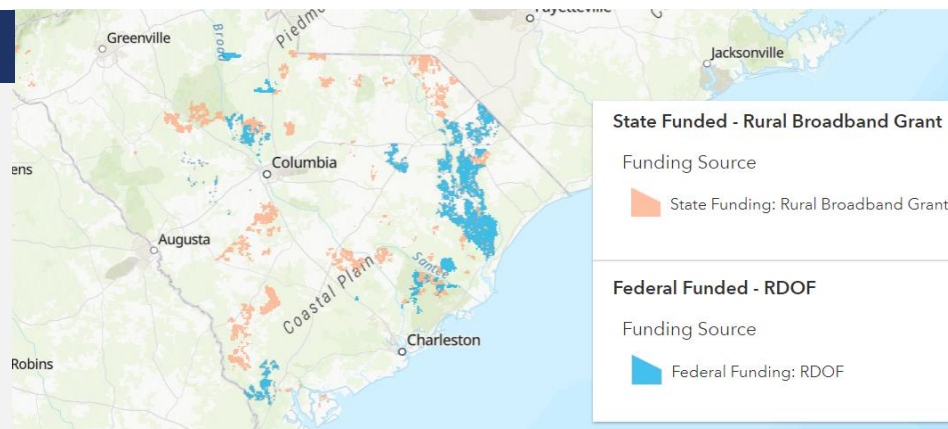 Greenville
Broad
Piedmo
Fayetteville
Jacksonville
ens
Columbia
Augusta
Santee
Coastal Plain
Charleston
Robins
State Funded - Rural Broadband Grant
Funding Source
State Funding: Rural Broadband Grant
Federal Funded - RDOF
Funding Source
Federal Funding: RDOF